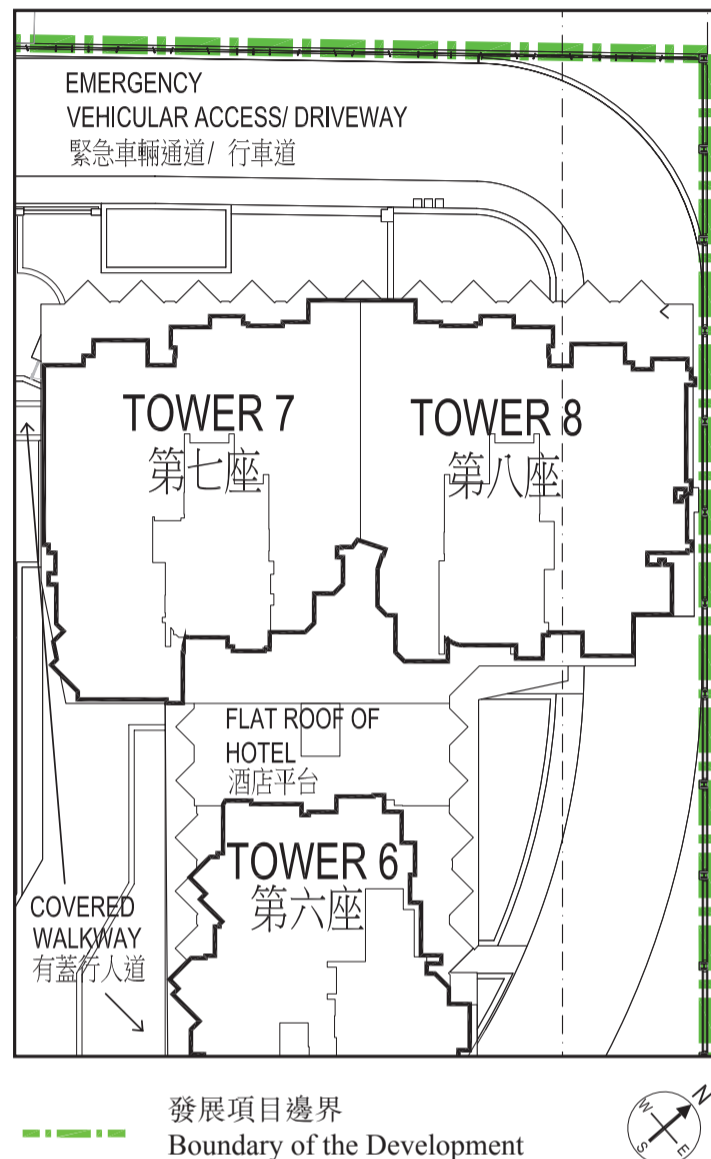 EMERGENCY
VEHICULAR ACCESS/ DRIVEWAY
緊急車輛通道/ 行車道
TOWER 7
第七座
TOWER 8
第八座
FLAT ROOF OF
HOTEL
酒店平台
TOWER 6
第六座
COVERED
WALKWAY
有蓋行人道
發展項目邊界
Boundary of the Development
N
W
S
E